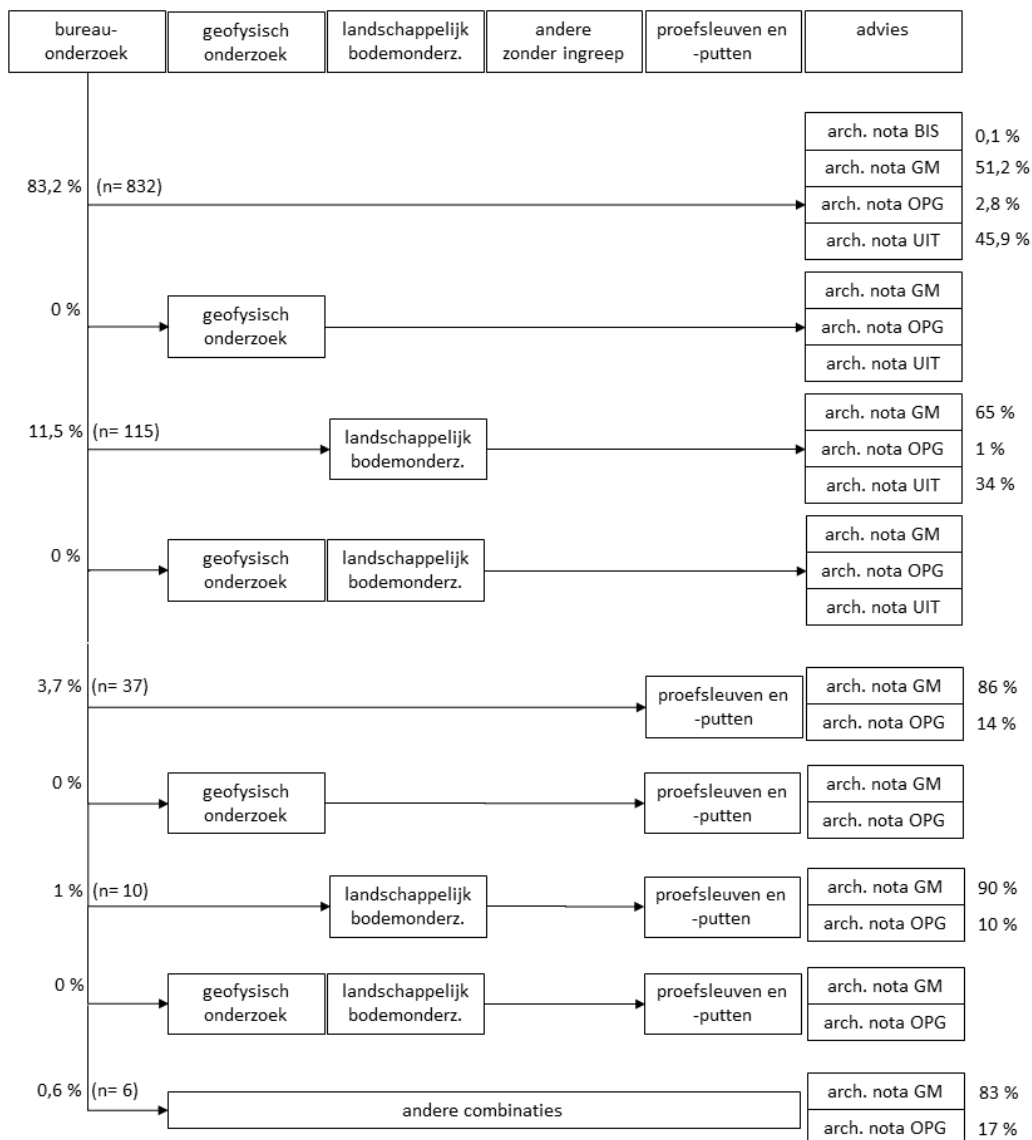 bureau-
onderzoek
geofysisch
onderzoek
landschappelijk
bodemonderz.
andere
zonder ingreep
proefsleuven en
-putten
advies
83,2 % (n= 832)
arch. nota BIS 0,1 %
arch. nota GM 51,2 %
arch. nota OPG 2,8 %
arch. nota UIT 45,9 %
0 %
geofysisch
onderzoek
arch. nota GM
arch. nota OPG
arch. nota UIT
11,5 % (n= 115)
landschappelijk
bodemonderz.
arch. nota GM 65 %
arch. nota OPG 1 %
arch. nota UIT 34 %
0 %
geofysisch
onderzoek
landschappelijk
bodemonderz.
arch. nota GM
arch. nota OPG
arch. nota UIT
3,7 % (n= 37)
proefsleuven en
-putten
arch. nota GM 86 %
arch. nota OPG 14 %
0 %
geofysisch
onderzoek
proefsleuven en
-putten
arch. nota GM
arch. nota OPG
1 % (n= 10)
landschappelijk
bodemonderz.
proefsleuven en
-putten
arch. nota GM 90 %
arch. nota OPG 10 %
0 %
geofysisch
onderzoek
landschappelijk
bodemonderz.
proefsleuven en
-putten
arch. nota GM
arch. nota OPG
0,6 % (n= 6)
andere combinaties
arch. nota GM 83 %
arch. nota OPG 17 %